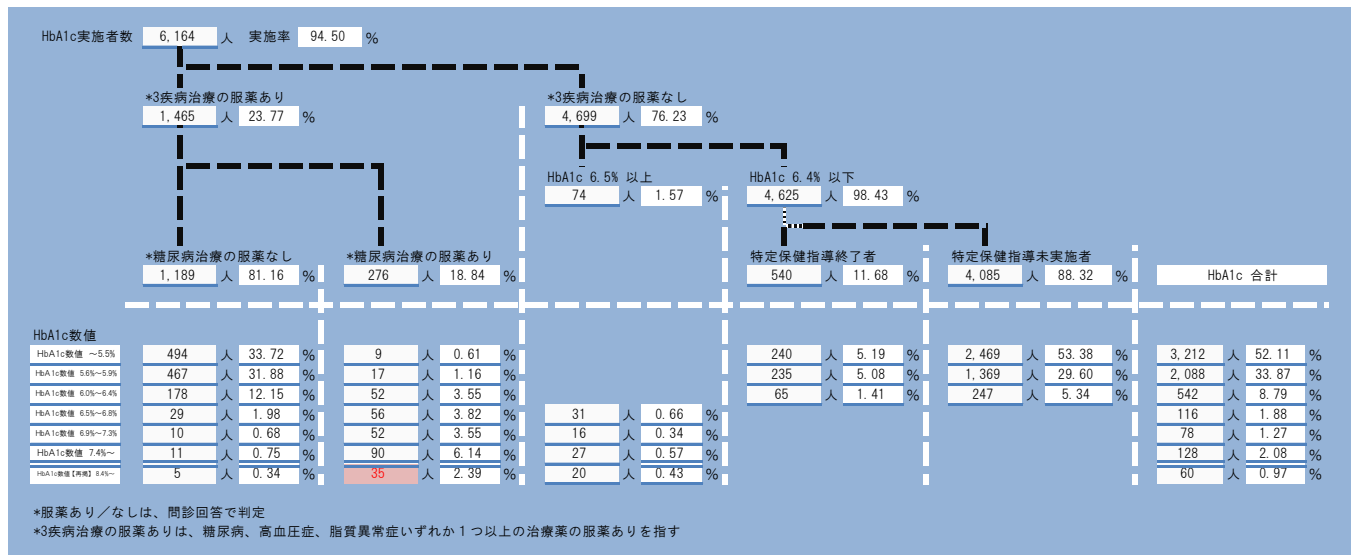 HbA1c実施者数 6,164 人 実施率 94.50 %
*3疾病治療の服薬あり *3疾病治療の服薬なし
1,465 人 23.77 % 4,699 人 76.23 %
HbA1c 6.5% 以上 HbA1c 6.4% 以下
74 人 1.57 % 4,625 人 98.43 %
*糖尿病治療の服薬なし *糖尿病治療の服薬あり 特定保健指導終了者 特定保健指導未実施者
1,189 人 81.16 % 276 人 18.84 % 540 人 11.68 % 4,085 人 88.32 % HbA1c 合計
HbA1c数値
HbA1c数値 ～5.5% 494 人 33.72 % 9 人 0.61 % 240 人 5.19 % 2,469 人 53.38 % 3,212 人 52.11 %
HbA1c数値 5.6%～5.9% 467 人 31.88 % 17 人 1.16 % 235 人 5.08 % 1,369 人 29.60 % 2,088 人 33.87 %
HbA1c数値 6.0%～6.4% 178 人 12.15 % 52 人 3.55 % 65 人 1.41 % 247 人 5.34 % 542 人 8.79 %
HbA1c数値 6.5%～6.8% 29 人 1.98 % 56 人 3.82 % 31 人 0.66 % 116 人 1.88 %
HbA1c数値 6.9%～7.3% 10 人 0.68 % 52 人 3.55 % 16 人 0.34 % 78 人 1.27 %
HbA1c数値 7.4%～ 11 人 0.75 % 90 人 6.14 % 27 人 0.57 % 128 人 2.08 %
HbA1c数値【再掲】8.4%～ 5 人 0.34 % 35 人 2.39 % 20 人 0.43 % 60 人 0.97 %
*服薬あり／なしは、問診回答で判定
*3疾病治療の服薬ありは、糖尿病、高血圧症、脂質異常症いずれか１つ以上の治療薬の服薬ありを指す